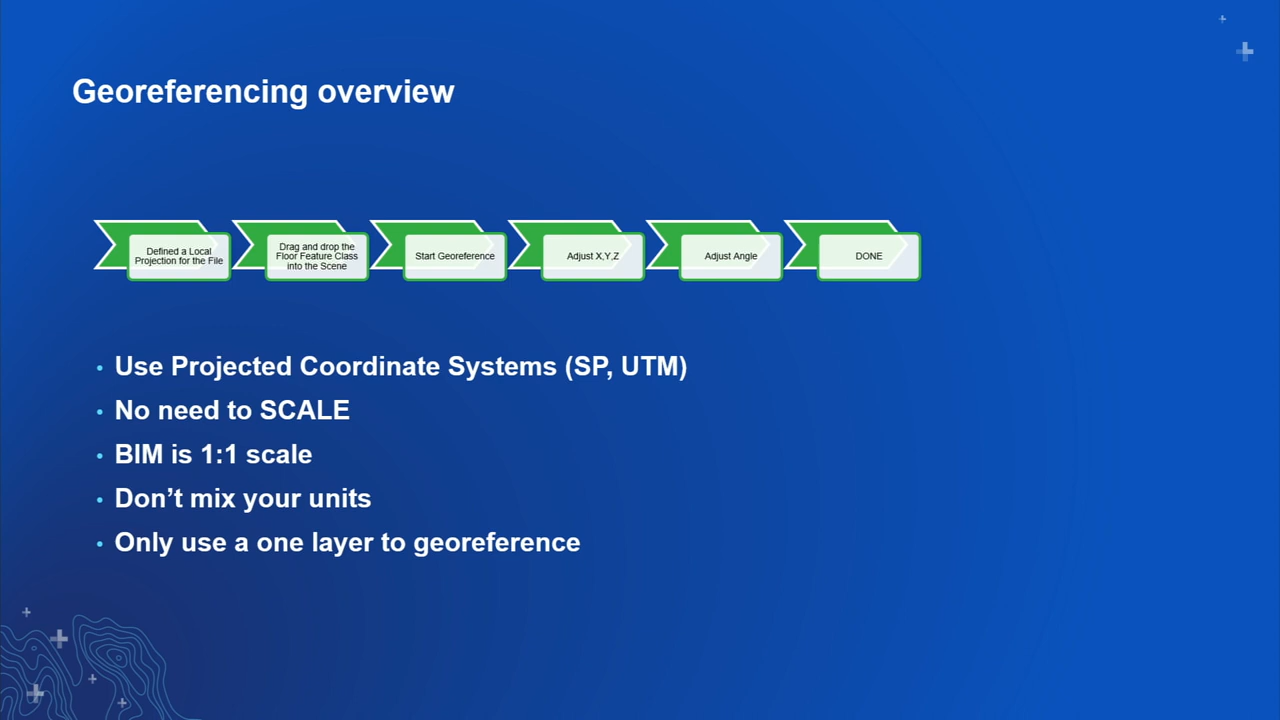 Georeferencing overview
Defined a Local
Projection for the File
Drag and drop the
Floor Feature Class
into the Scene
Start Georeference
Adjust X,Y,Z
Adjust Angle
DONE
• Use Projected Coordinate Systems (SP, UTM)
• No need to SCALE
• BIM is 1:1 scale
• Don’t mix your units
• Only use a one layer to georeference